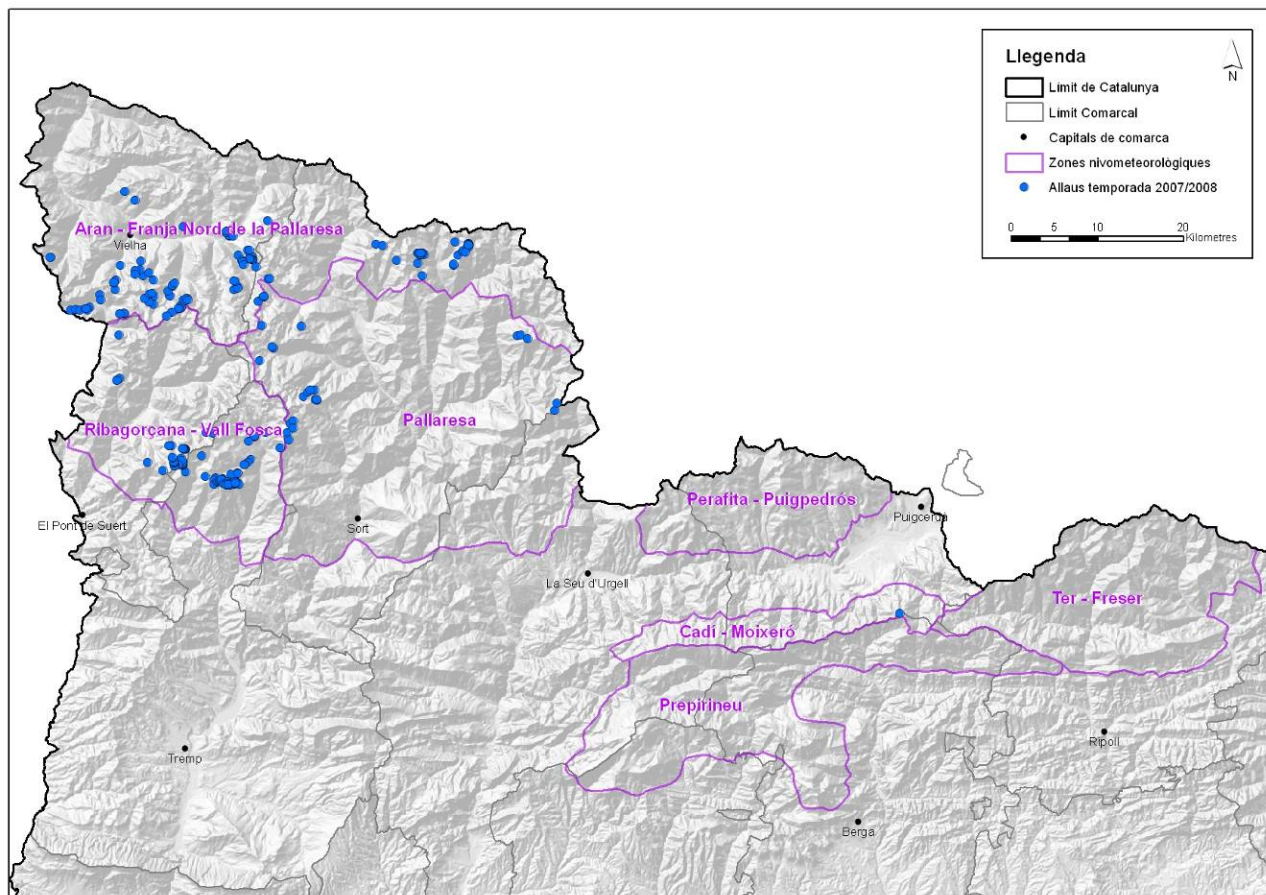 Llegenda
N
Límit de Catalunya
Límit Comarcal
Capitals de comarca
Zones nivometeorològiques
Allaus temporada 2007/2008
0 5 10 20
Kilometres
Aran - Franja Nord de la Pallaresa
Vielha
Pallaresa
Ribagorçana - Vall Fosca
Perafita - Puigpedrós
Puigcerdà
El Pont de Suert
Sort
La Seu d'Urgell
Ter - Freser
Cadí - Moixeró
Prepirineu
Ripoll
Tremp
Berga